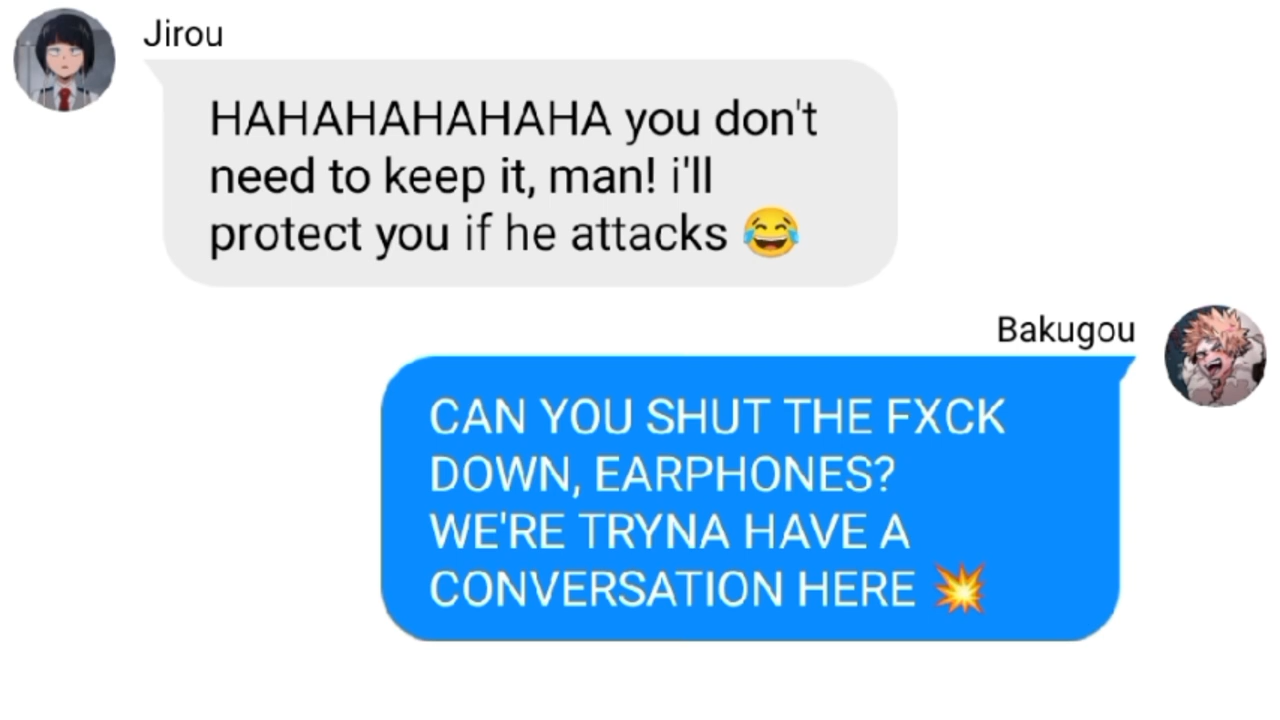 Jirou
HAHAHAHAHAHA you don't
need to keep it, man! i'll
protect you if he attacks 😂
Bakugou
CAN YOU SHUT THE FXCK
DOWN, EARPHONES?
WE'RE TRYNA HAVE A
CONVERSATION HERE 💥